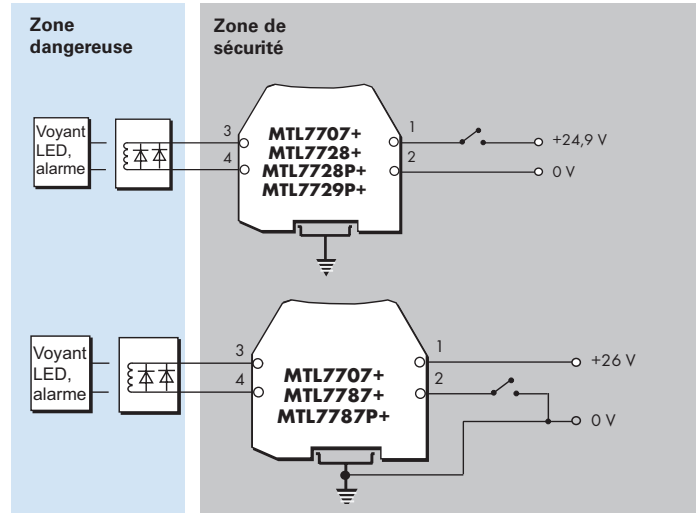 Zone
dangereuse
Zone de
sécurité
Voyant
LED,
alarme
3
4
MTL7707+
MTL7728+
MTL7728P+
MTL7729P+
1
2
+24,9 V
0 V
Voyant
LED,
alarme
3
4
MTL7707+
MTL7787+
MTL7787P+
1
2
+26 V
0 V